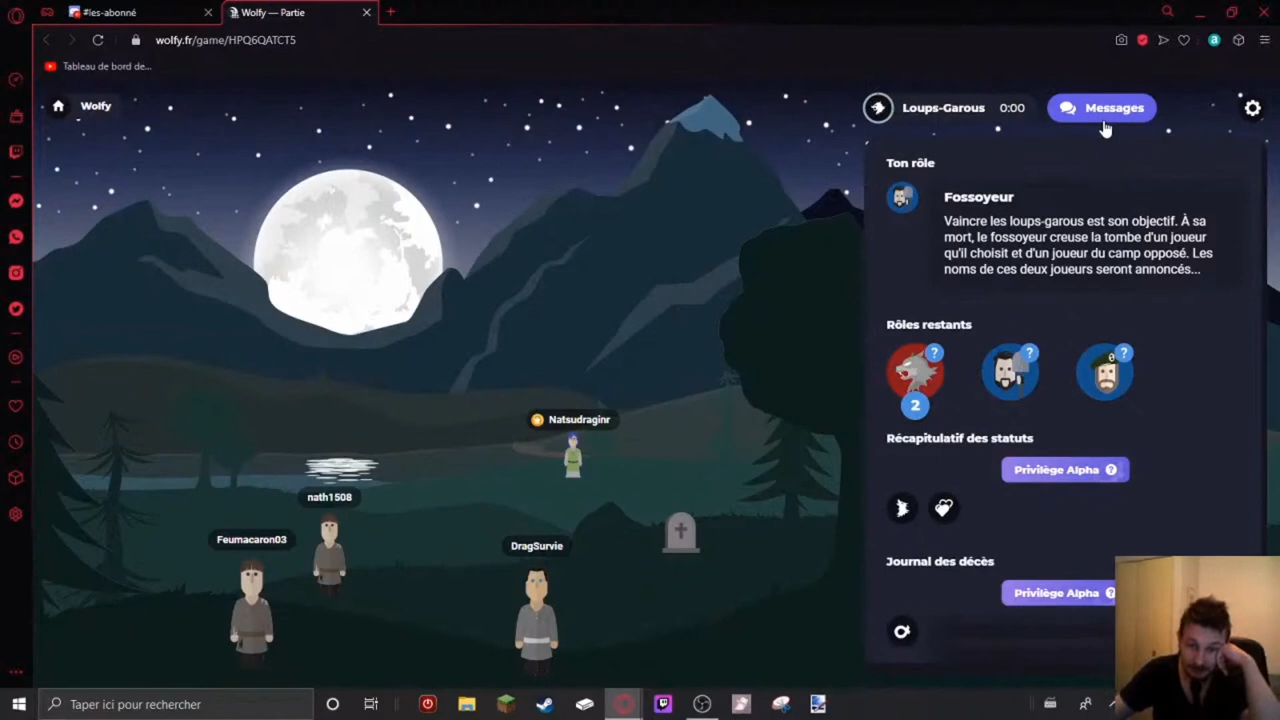 #les-abonné
Wolfy — Partie
wolfy.fr/game/HPQ6QATCT5
Tableau de bord de...
Wolfy
Loups-Garous 0:00
Messages
Ton rôle
Fossoyeur
Vaincre les loups-garous est son objectif. À sa
mort, le fossoyeur creuse la tombe d'un joueur
qu'il choisit et d'un joueur du camp opposé. Les
noms de ces deux joueurs seront annoncés...
Rôles restants
? ? ?
2
Natsudraginr
Récapitulatif des statuts
Privilège Alpha ?
nath1508
Feumacaron03
DragSurvie
Journal des décès
Privilège Alpha ?
Taper ici pour rechercher